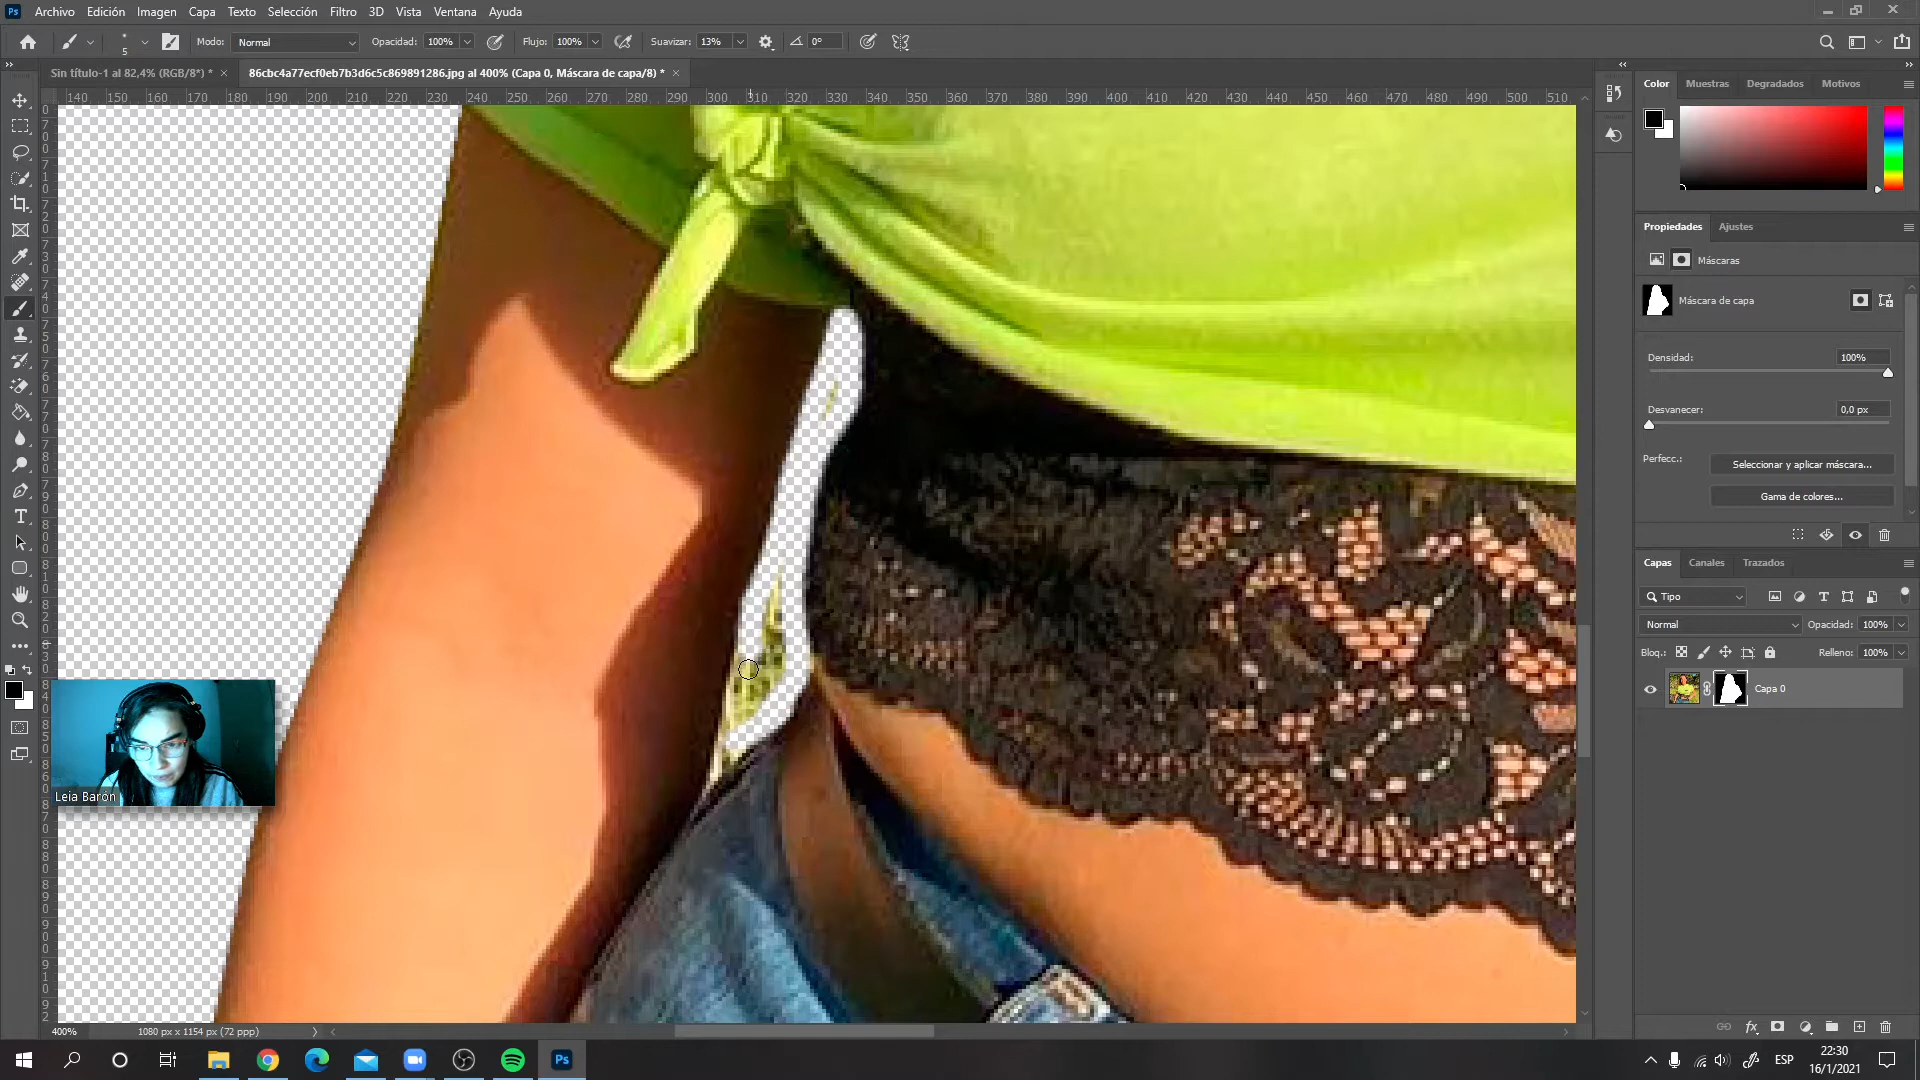 Ps Archivo Edición Imagen Capa Texto Selección Filtro 3D Vista Ventana Ayuda
5 Modo: Normal Opacidad: 100% Flujo: 100% Suavizar: 13% 0°
Sin título-1 al 82,4% (RGB/8*) * × 86cbc4a77ecf0eb7b3d6c5c869891286.jpg al 400% (Capa 0, Máscara de capa/8) * ×
140 150 160 170 180 190 200 210 220 230 240 250 260 270 280 290 300 310 320 330 340 350 360 370 380 390 400 410 420 430 440 450 460 470 480 490 500 510
Color Muestras Degradados Motivos
Propiedades Ajustes
Máscaras
Máscara de capa
Densidad: 100%
Desvanecer: 0,0 px
Perfecc.: Seleccionar y aplicar máscara...
Gama de colores...
Capas Canales Trazados
Tipo
Normal Opacidad: 100%
Bloq.: Relleno: 100%
Capa 0
Leia Barón
400% 1080 px x 1154 px (72 ppp)
Ps
ESP
22:30
16/1/2021